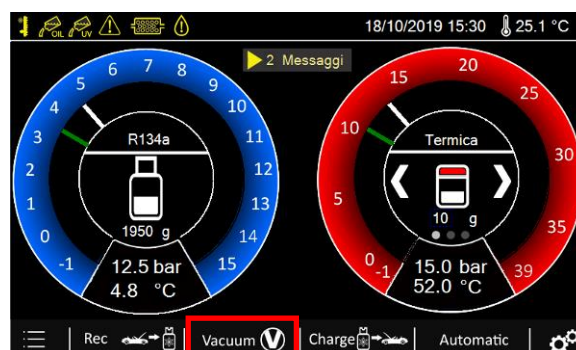 OIL UV 18/10/2019 15:30 25.1 °C
2 Messaggi
-1 0 1 2 3 4 5 6 7 8 9 10 11 12 13 14 15
R134a
1950 g
12.5 bar
4.8 °C
-1 0 5 10 15 20 25 30 35 39
Termica
10 g
15.0 bar
52.0 °C
Rec Vacuum V Charge Automatic